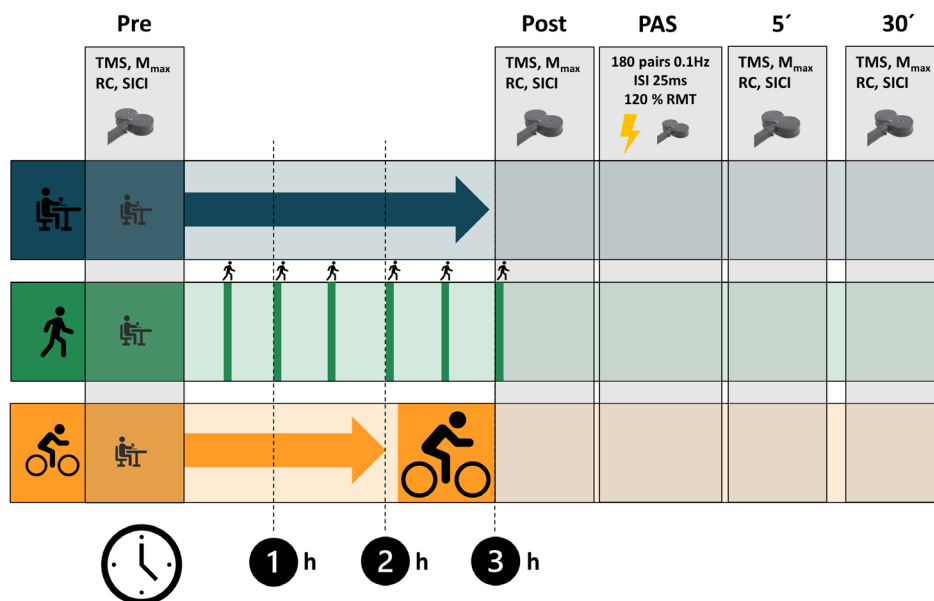 Pre
Post
PAS
5´
30´
TMS, Mmax
RC, SICI
TMS, Mmax
RC, SICI
180 pairs 0.1Hz
ISI 25ms
120 % RMT
TMS, Mmax
RC, SICI
TMS, Mmax
RC, SICI
1 h
2 h
3 h